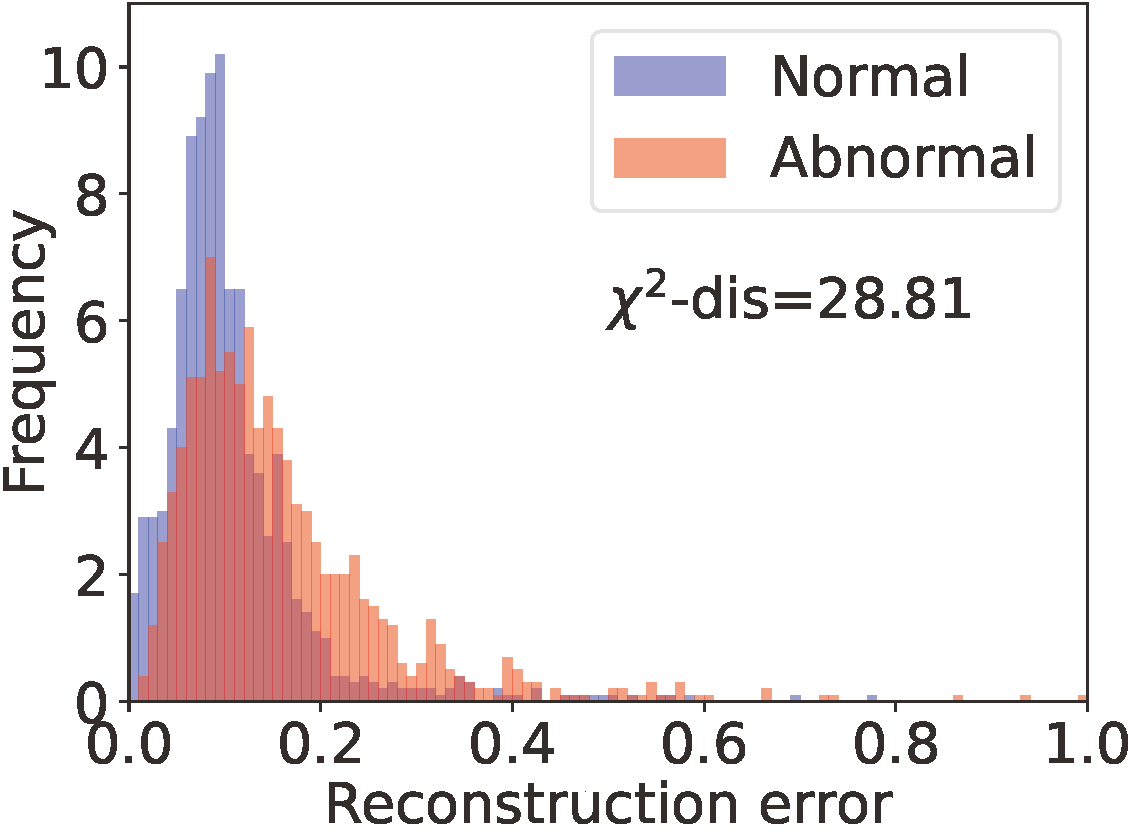 Normal
Abnormal
χ²-dis=28.81
Frequency
10
8
6
4
2
0
0.0 0.2 0.4 0.6 0.8 1.0
Reconstruction error